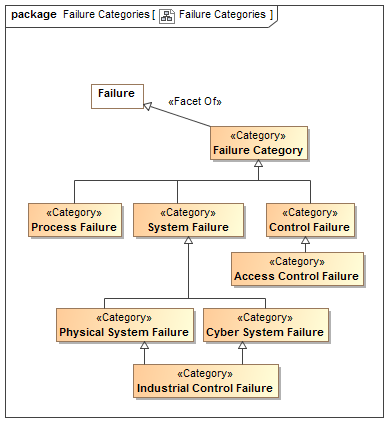 package Failure Categories [ Failure Categories ]
Failure
«Facet Of»
«Category»
Failure Category
«Category»
Process Failure
«Category»
System Failure
«Category»
Control Failure
«Category»
Access Control Failure
«Category»
Physical System Failure
«Category»
Cyber System Failure
«Category»
Industrial Control Failure